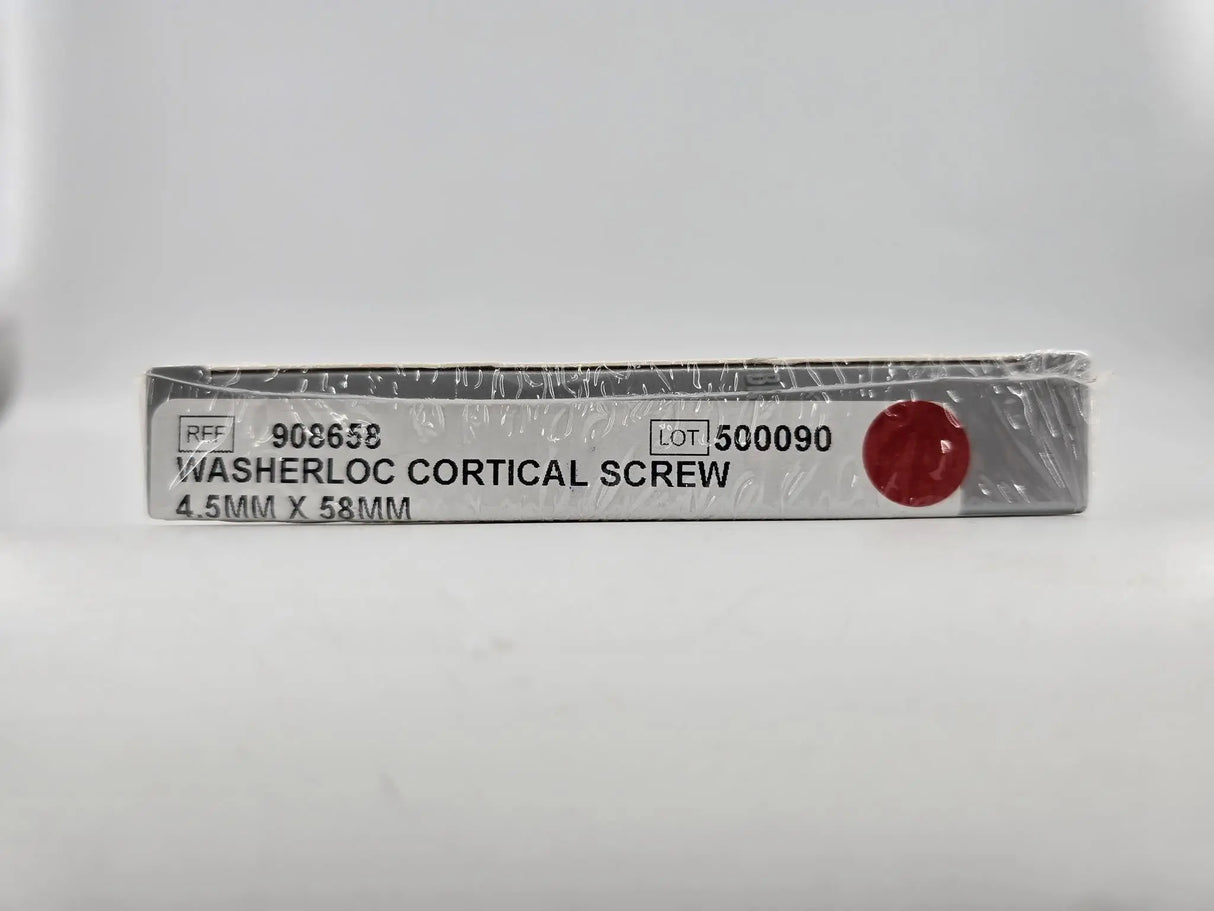 REF 908658 LOT 500090
WASHERLOC CORTICAL SCREW
4.5MM X 58MM